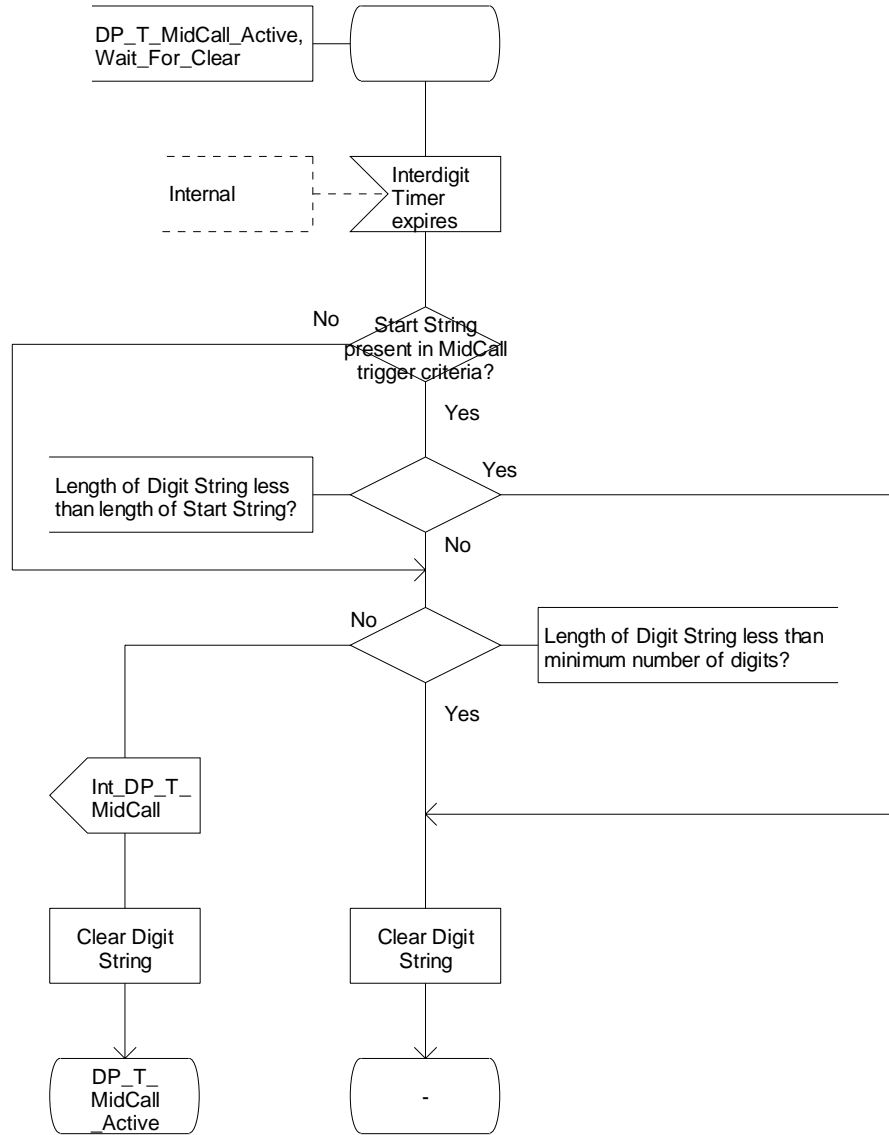 DP_T_MidCall_Active,
Wait_For_Clear
Internal
Interdigit
Timer
expires
No
Start String
present in MidCall
trigger criteria?
Yes
Length of Digit String less
than length of Start String?
Yes
No
No
Length of Digit String less than
minimum number of digits?
Yes
Int_DP_T_
MidCall
Clear Digit
String
Clear Digit
String
DP_T_
MidCall
_Active
-